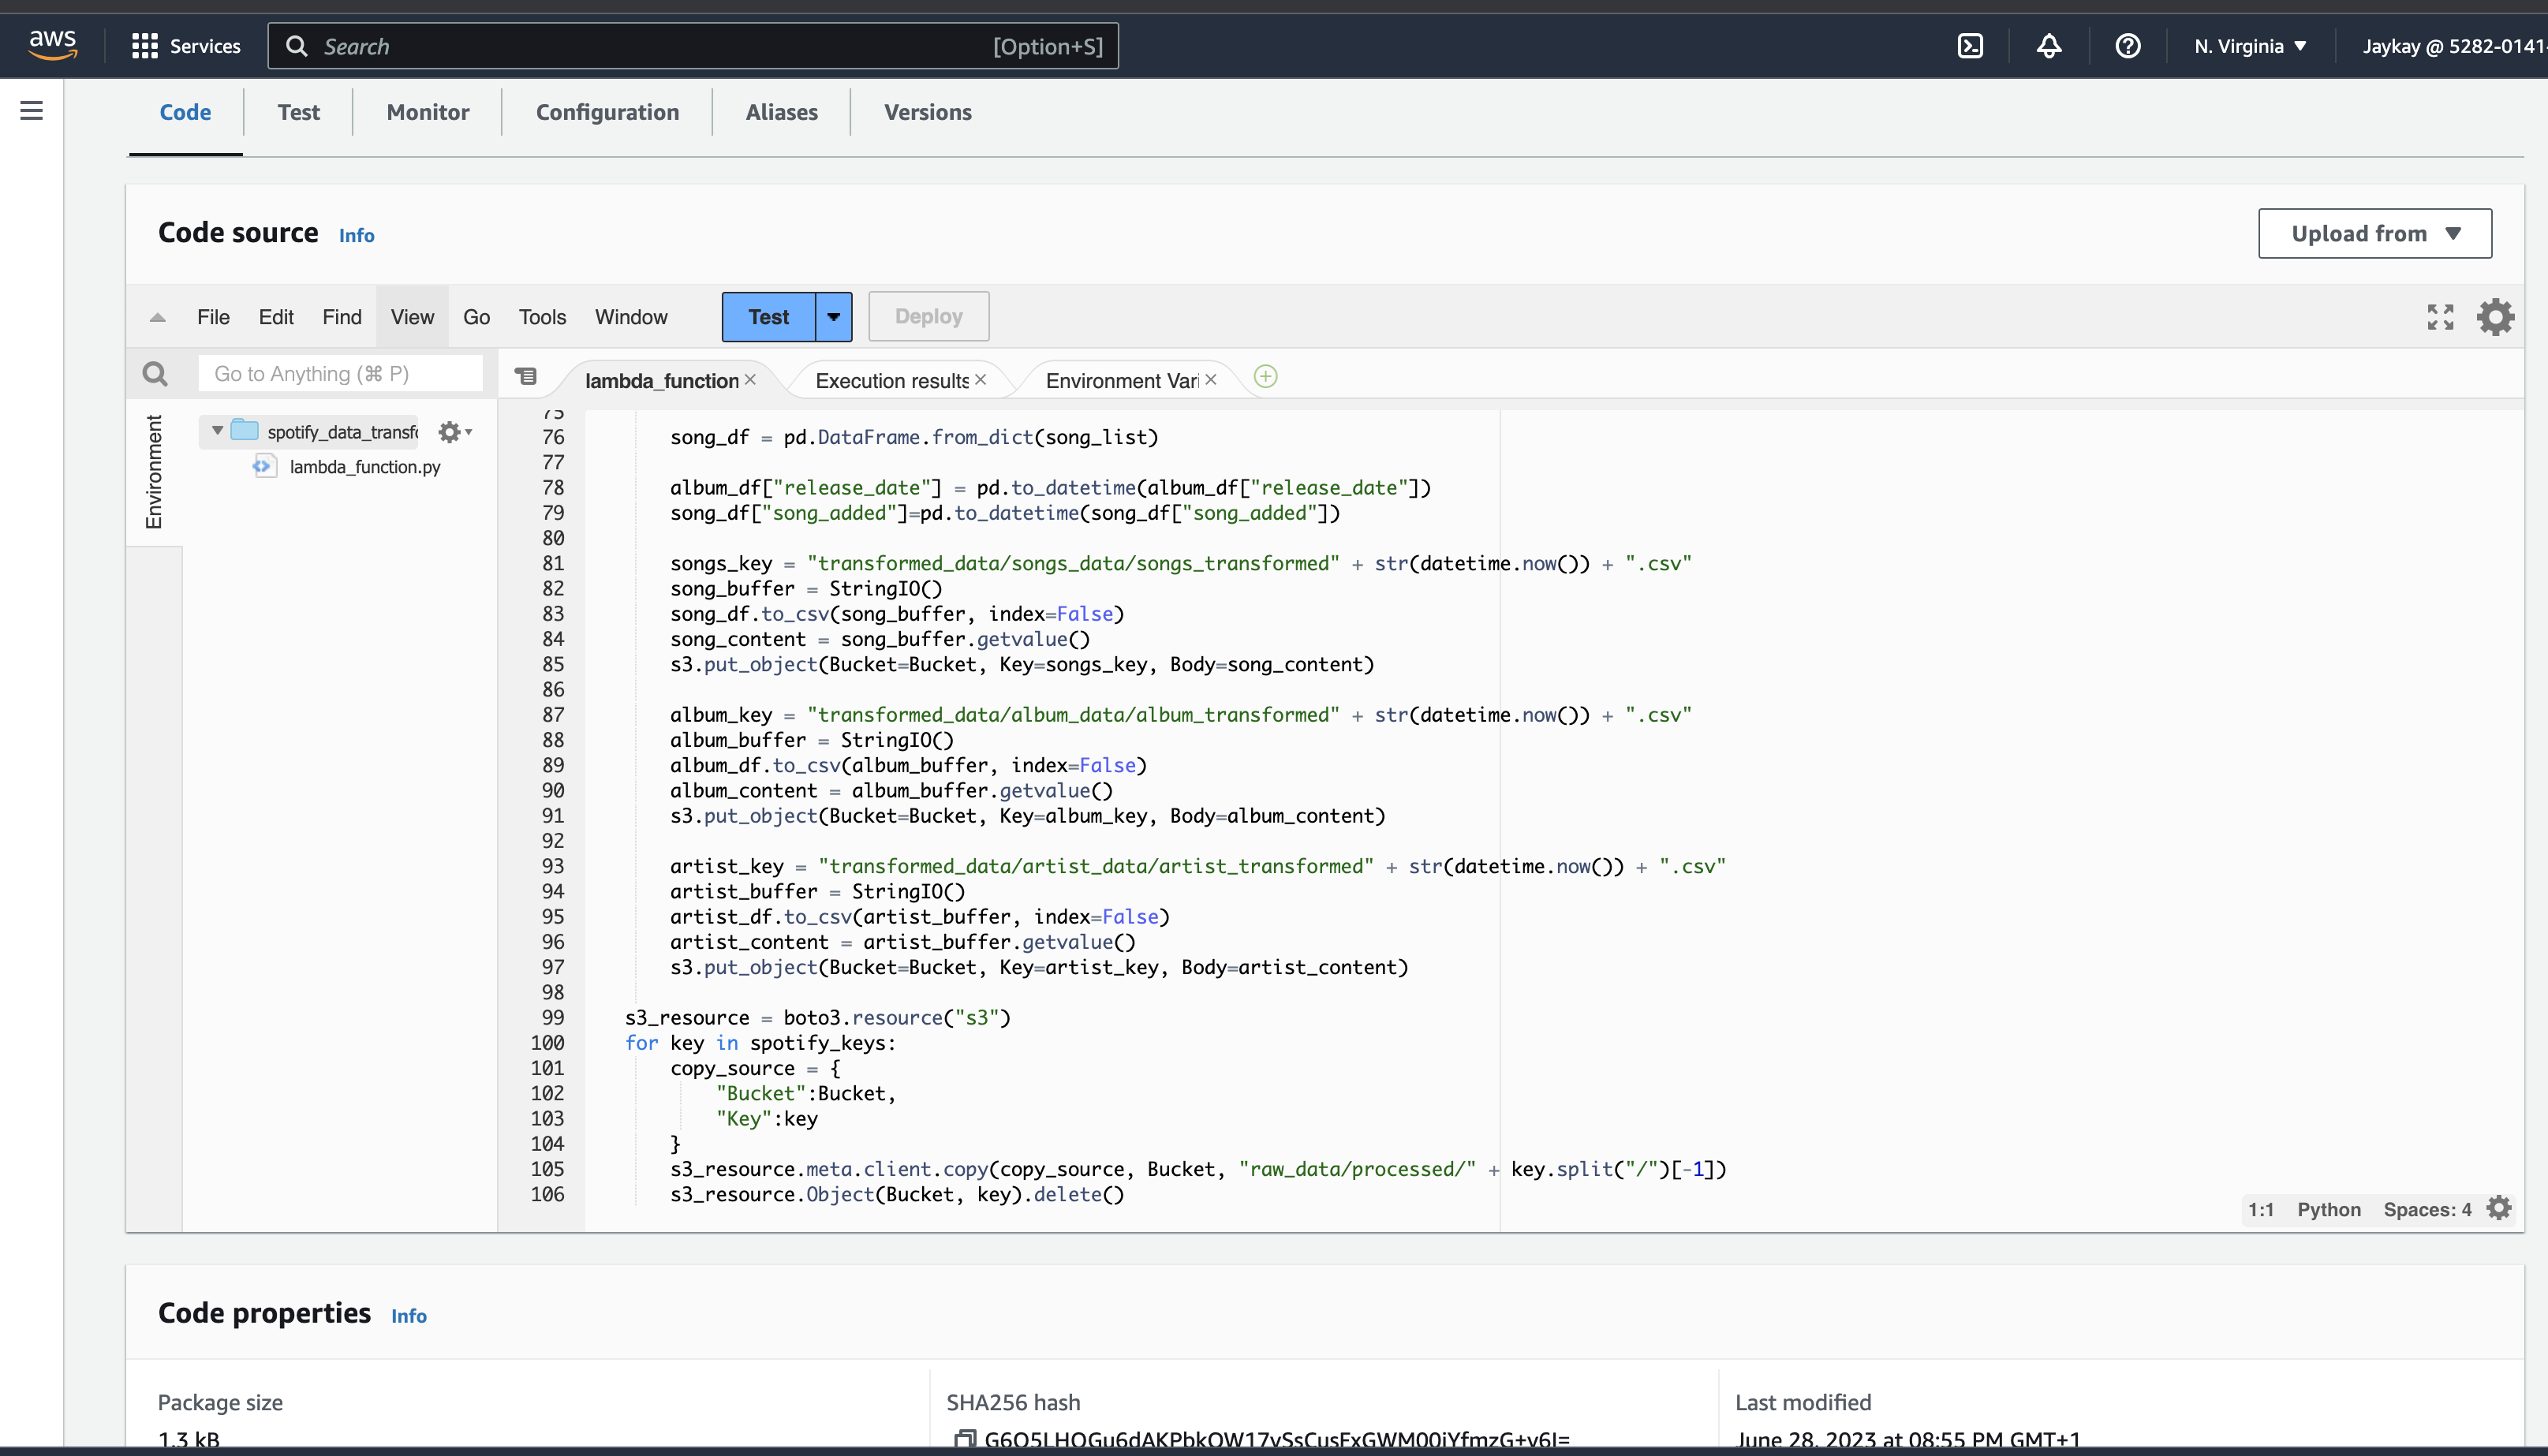 aws
Services
Search
[Option+S]
N. Virginia
Jaykay @ 5282-0141-
Code
Test
Monitor
Configuration
Aliases
Versions
Code source
Info
Upload from
File
Edit
Find
View
Go
Tools
Window
Test
Deploy
Go to Anything (⌘ P)
lambda_function
Execution results
Environment Vari
Environment
spotify_data_transfo
lambda_function.py
75
76 song_df = pd.DataFrame.from_dict(song_list)
77
78 album_df["release_date"] = pd.to_datetime(album_df["release_date"])
79 song_df["song_added"]=pd.to_datetime(song_df["song_added"])
80
81 songs_key = "transformed_data/songs_data/songs_transformed" + str(datetime.now()) + ".csv"
82 song_buffer = StringIO()
83 song_df.to_csv(song_buffer, index=False)
84 song_content = song_buffer.getvalue()
85 s3.put_object(Bucket=Bucket, Key=songs_key, Body=song_content)
86
87 album_key = "transformed_data/album_data/album_transformed" + str(datetime.now()) + ".csv"
88 album_buffer = StringIO()
89 album_df.to_csv(album_buffer, index=False)
90 album_content = album_buffer.getvalue()
91 s3.put_object(Bucket=Bucket, Key=album_key, Body=album_content)
92
93 artist_key = "transformed_data/artist_data/artist_transformed" + str(datetime.now()) + ".csv"
94 artist_buffer = StringIO()
95 artist_df.to_csv(artist_buffer, index=False)
96 artist_content = artist_buffer.getvalue()
97 s3.put_object(Bucket=Bucket, Key=artist_key, Body=artist_content)
98
99 s3_resource = boto3.resource("s3")
100 for key in spotify_keys:
101 copy_source = {
102 "Bucket":Bucket,
103 "Key":key
104 }
105 s3_resource.meta.client.copy(copy_source, Bucket, "raw_data/processed/" + key.split("/")[-1])
106 s3_resource.Object(Bucket, key).delete()
1:1 Python Spaces: 4
Code properties
Info
Package size
1.3 kB
SHA256 hash
Last modified
June 28, 2023 at 08:55 PM GMT+1